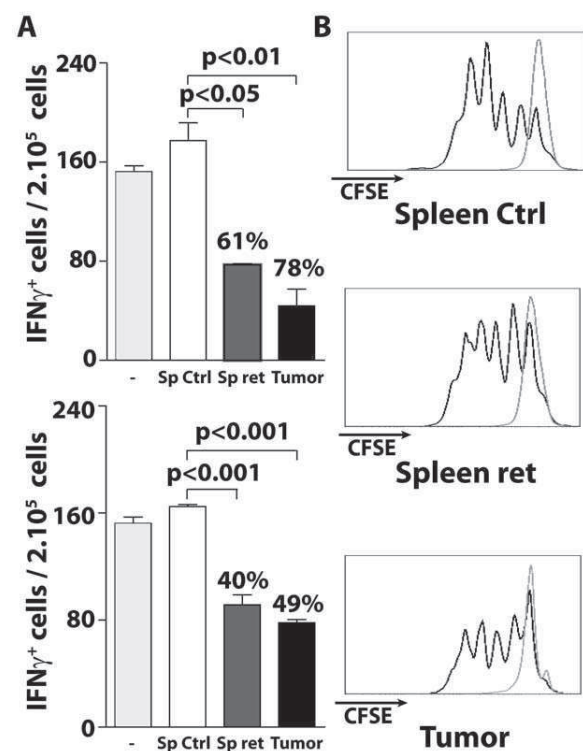 A
240
160
80
0
IFNγ⁺ cells / 2.10⁵ cells
p<0.01
p<0.05
61%
78%
- Sp Ctrl Sp ret Tumor
240
160
80
0
IFNγ⁺ cells / 2.10⁵ cells
p<0.001
p<0.001
40%
49%
- Sp Ctrl Sp ret Tumor
B
CFSE
Spleen Ctrl
CFSE
Spleen ret
CFSE
Tumor